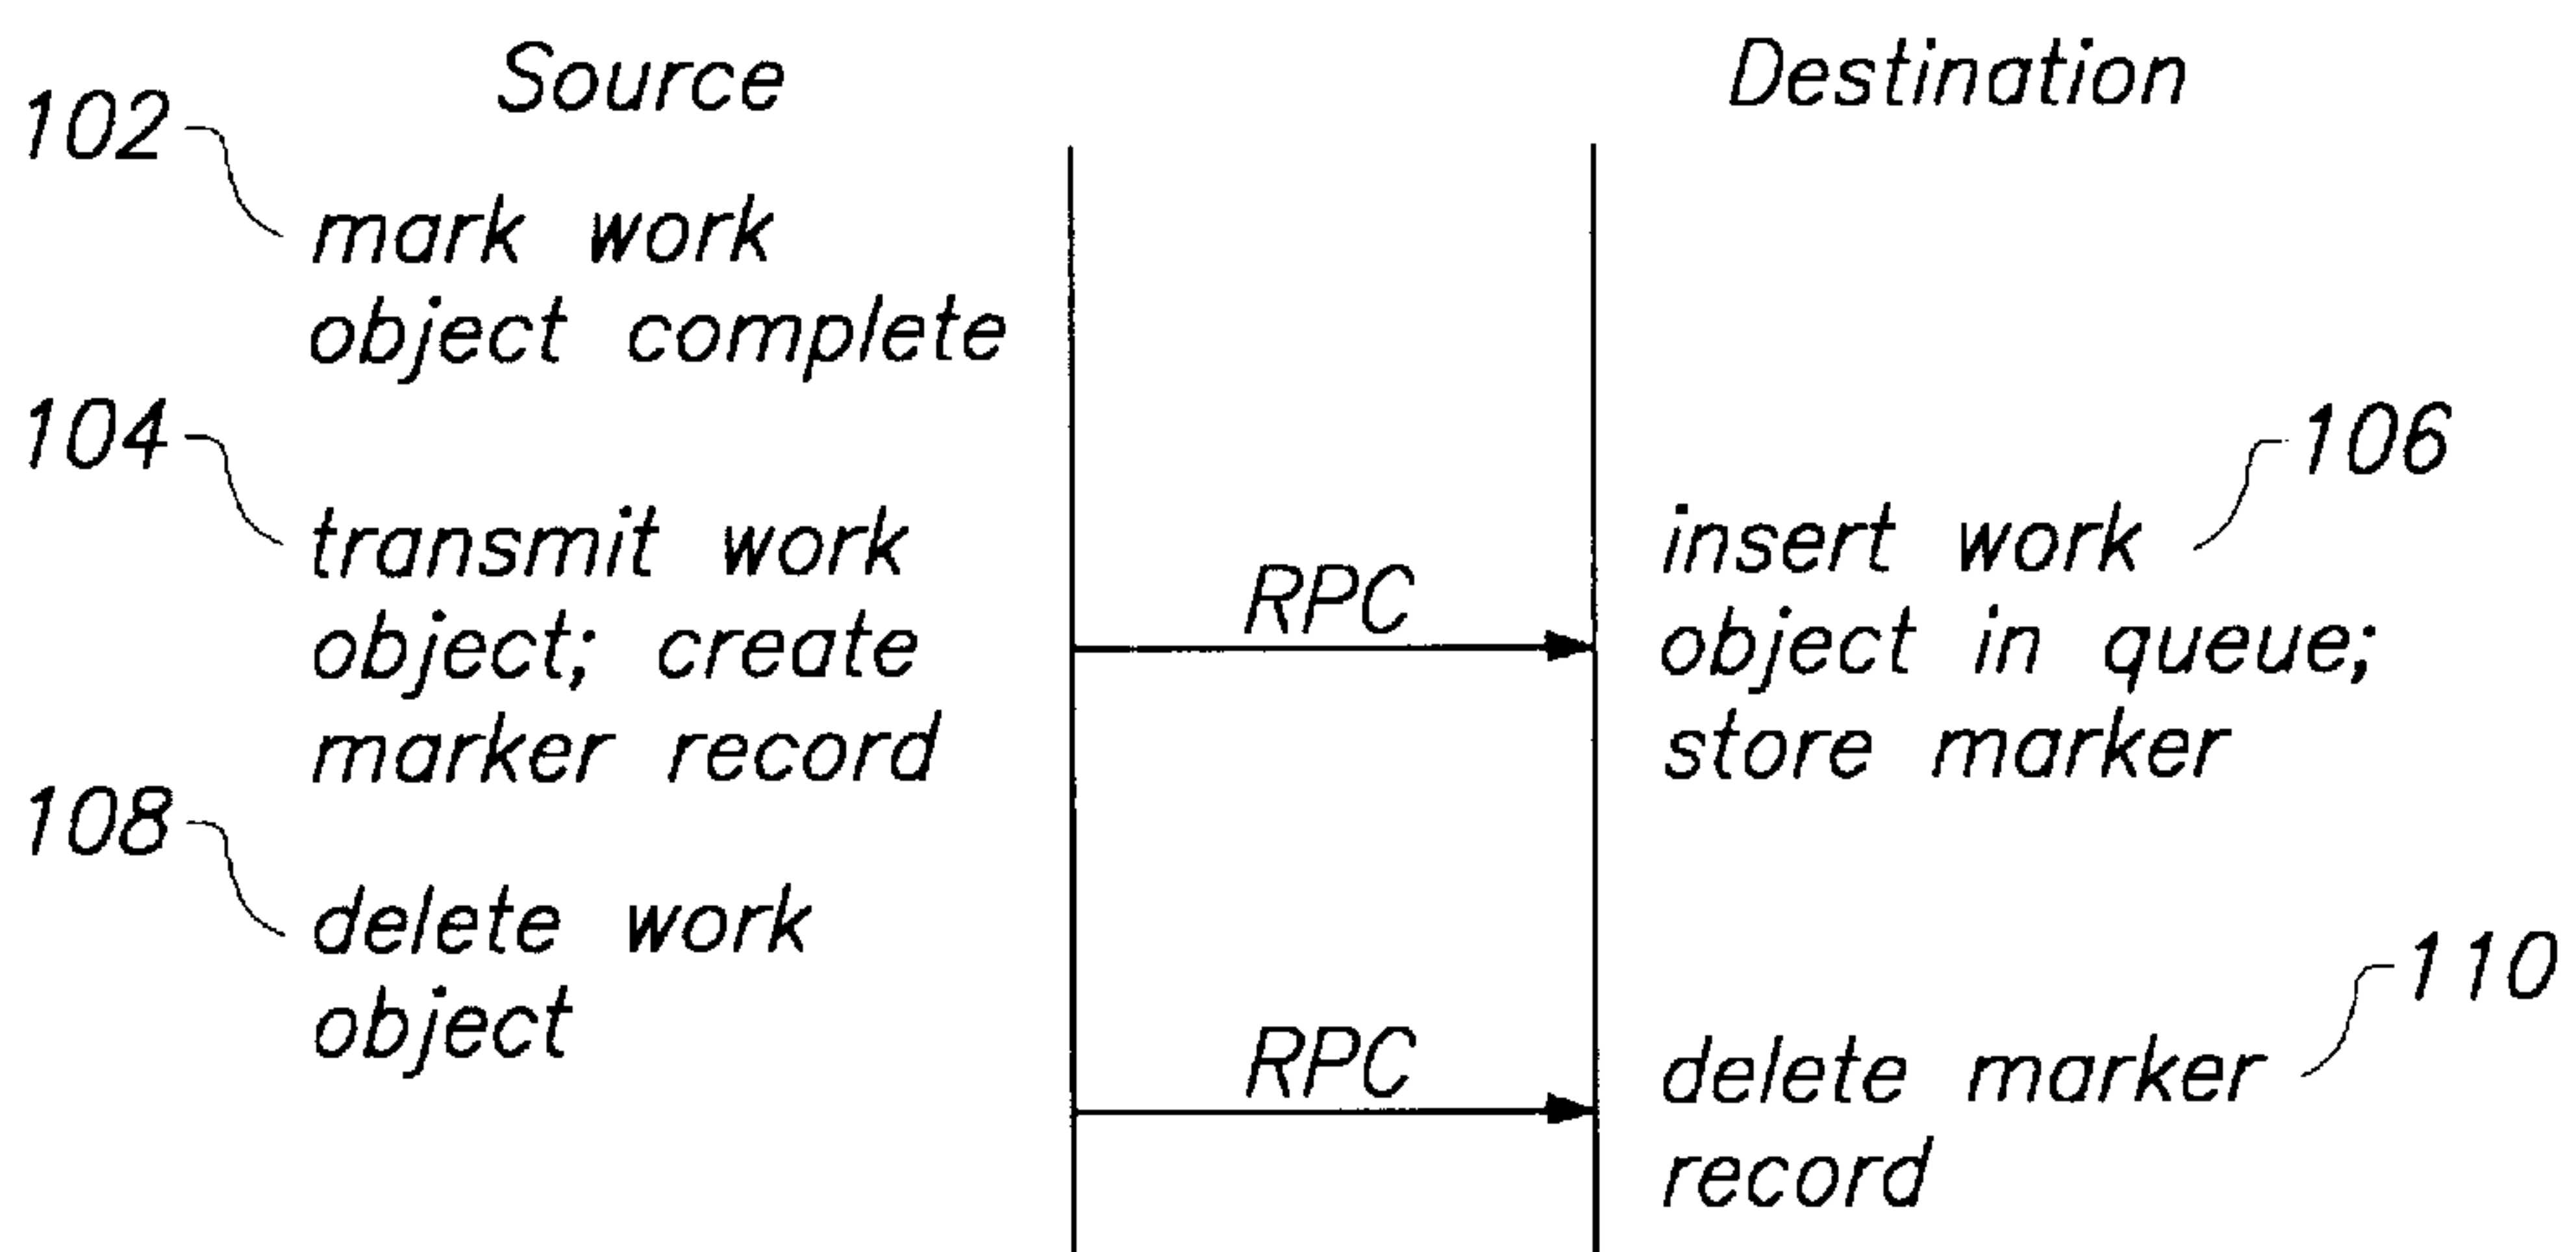 Source
Destination
102
mark work
object complete
104
transmit work
object; create
marker record
RPC
106
insert work
object in queue;
store marker
108
delete work
object
RPC
110
delete marker
record